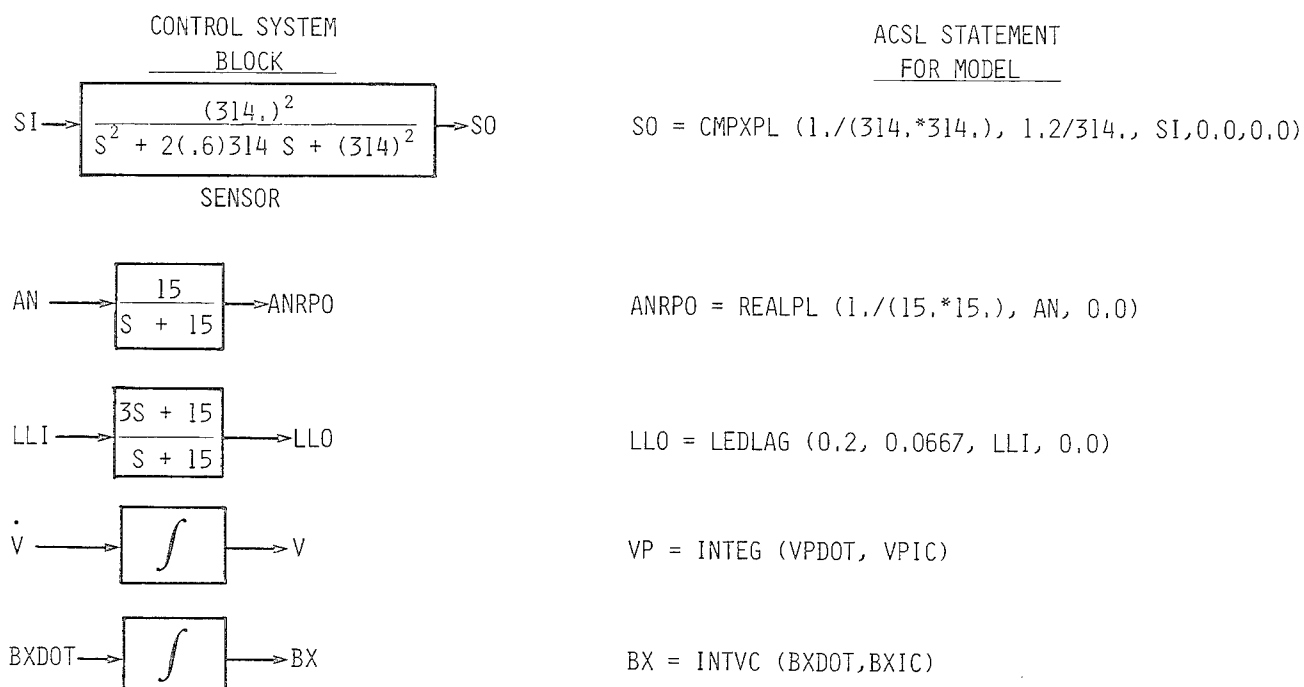 CONTROL SYSTEM
BLOCK
ACSL STATEMENT
FOR MODEL
SI
(314.)²
S² + 2(.6)314 S + (314)²
SO
SENSOR
SO = CMPXPL (1./(314.*314.), 1.2/314., SI,0.0,0.0)
AN
15
S + 15
ANRPO
ANRPO = REALPL (1./(15.*15.), AN, 0.0)
LLI
3S + 15
S + 15
LLO
LLO = LEDLAG (0.2, 0.0667, LLI, 0.0)
V̇
∫
V
VP = INTEG (VPDOT, VPIC)
BXDOT
∫
BX
BX = INTVC (BXDOT,BXIC)